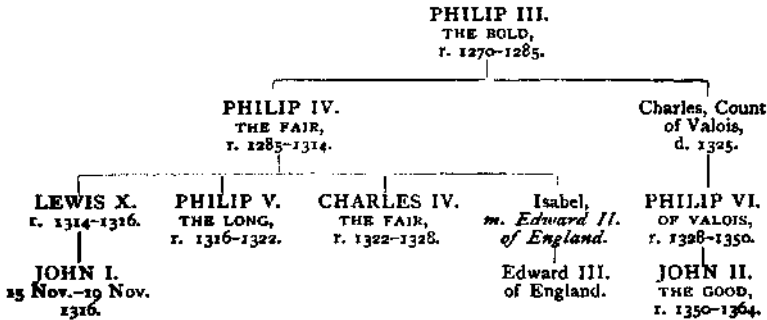 PHILIP III.
THE BOLD,
r. 1270–1285.
PHILIP IV.
THE FAIR,
r. 1285–1314.
Charles, Count
of Valois,
d. 1325.
LEWIS X.
r. 1314–1316.
PHILIP V.
THE LONG,
r. 1316–1322.
CHARLES IV.
THE FAIR,
r. 1322–1328.
Isabel,
m. Edward II.
of England.
PHILIP VI.
OF VALOIS,
r. 1328–1350.
JOHN I.
15 Nov.–19 Nov.
1316.
Edward III.
of England.
JOHN II.
THE GOOD,
r. 1350–1364.